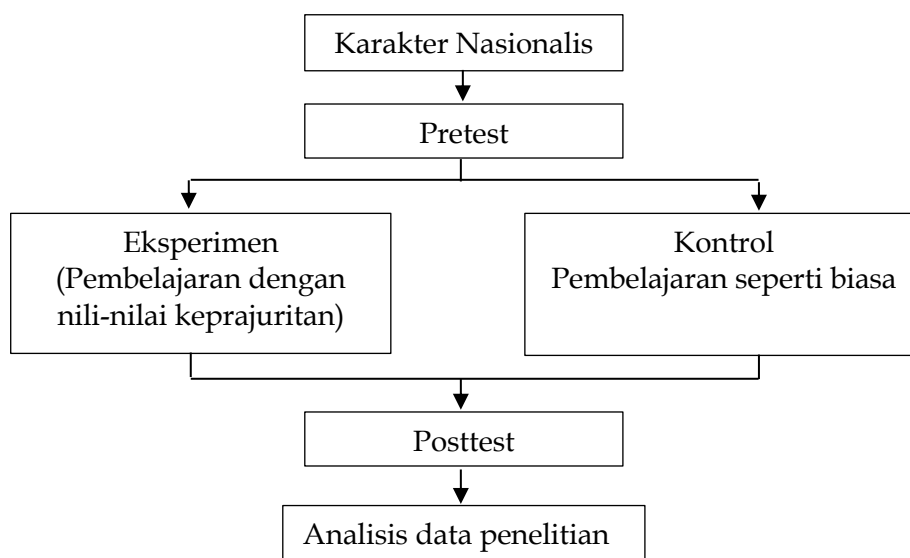 Karakter Nasionalis
Pretest
Eksperimen
(Pembelajaran dengan
nili-nilai keprajuritan)
Kontrol
Pembelajaran seperti biasa
Posttest
Analisis data penelitian